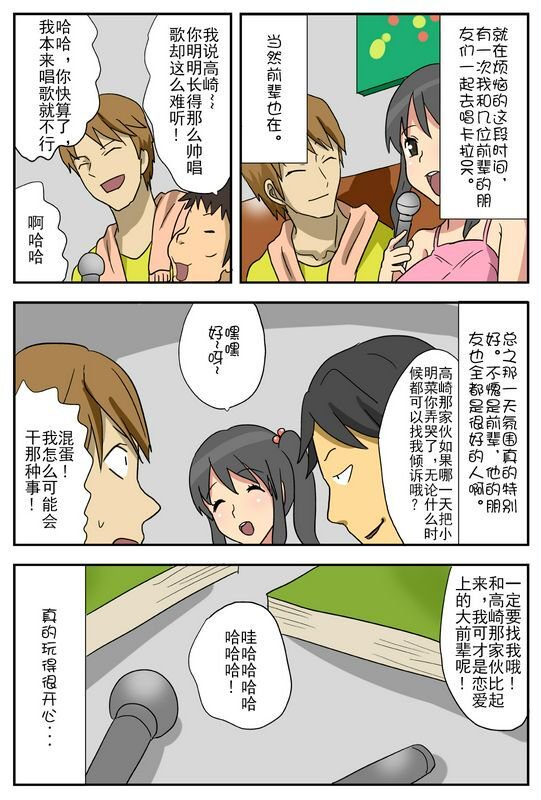 就在烦恼的这段时间，
有一次我和几位前辈的朋
友们一起去唱卡拉吴。
当然前辈
也在。
我说高崎~
你明明长得那么帅唱
歌却这么难听！
哈哈，你快算了，
我本来唱
歌就不行
啊哈哈
总之那一天氛围真的特别
好。不愧是前辈，他的朋
友也全都是很好的人啊。
高崎那家伙如果哪一天把小
明菜你弄哭了，无论什么时
候都可以找我倾诉哦？
嘿嘿
好~呀~
混蛋！
我怎么可能会
干那种事！
一定要找我哦！
和高崎那家伙比起
来，我可才是恋爱
上的大前辈呢！
哇哈哈哈哈
哈哈哈！
真的玩得很开心...